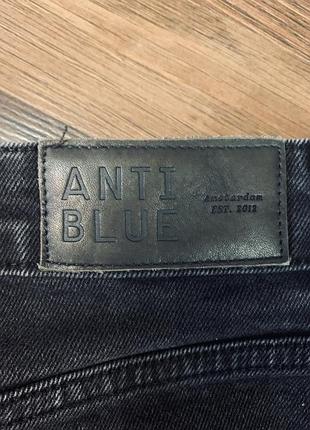 ANTI
BLUE
Amsterdam
EST. 2012